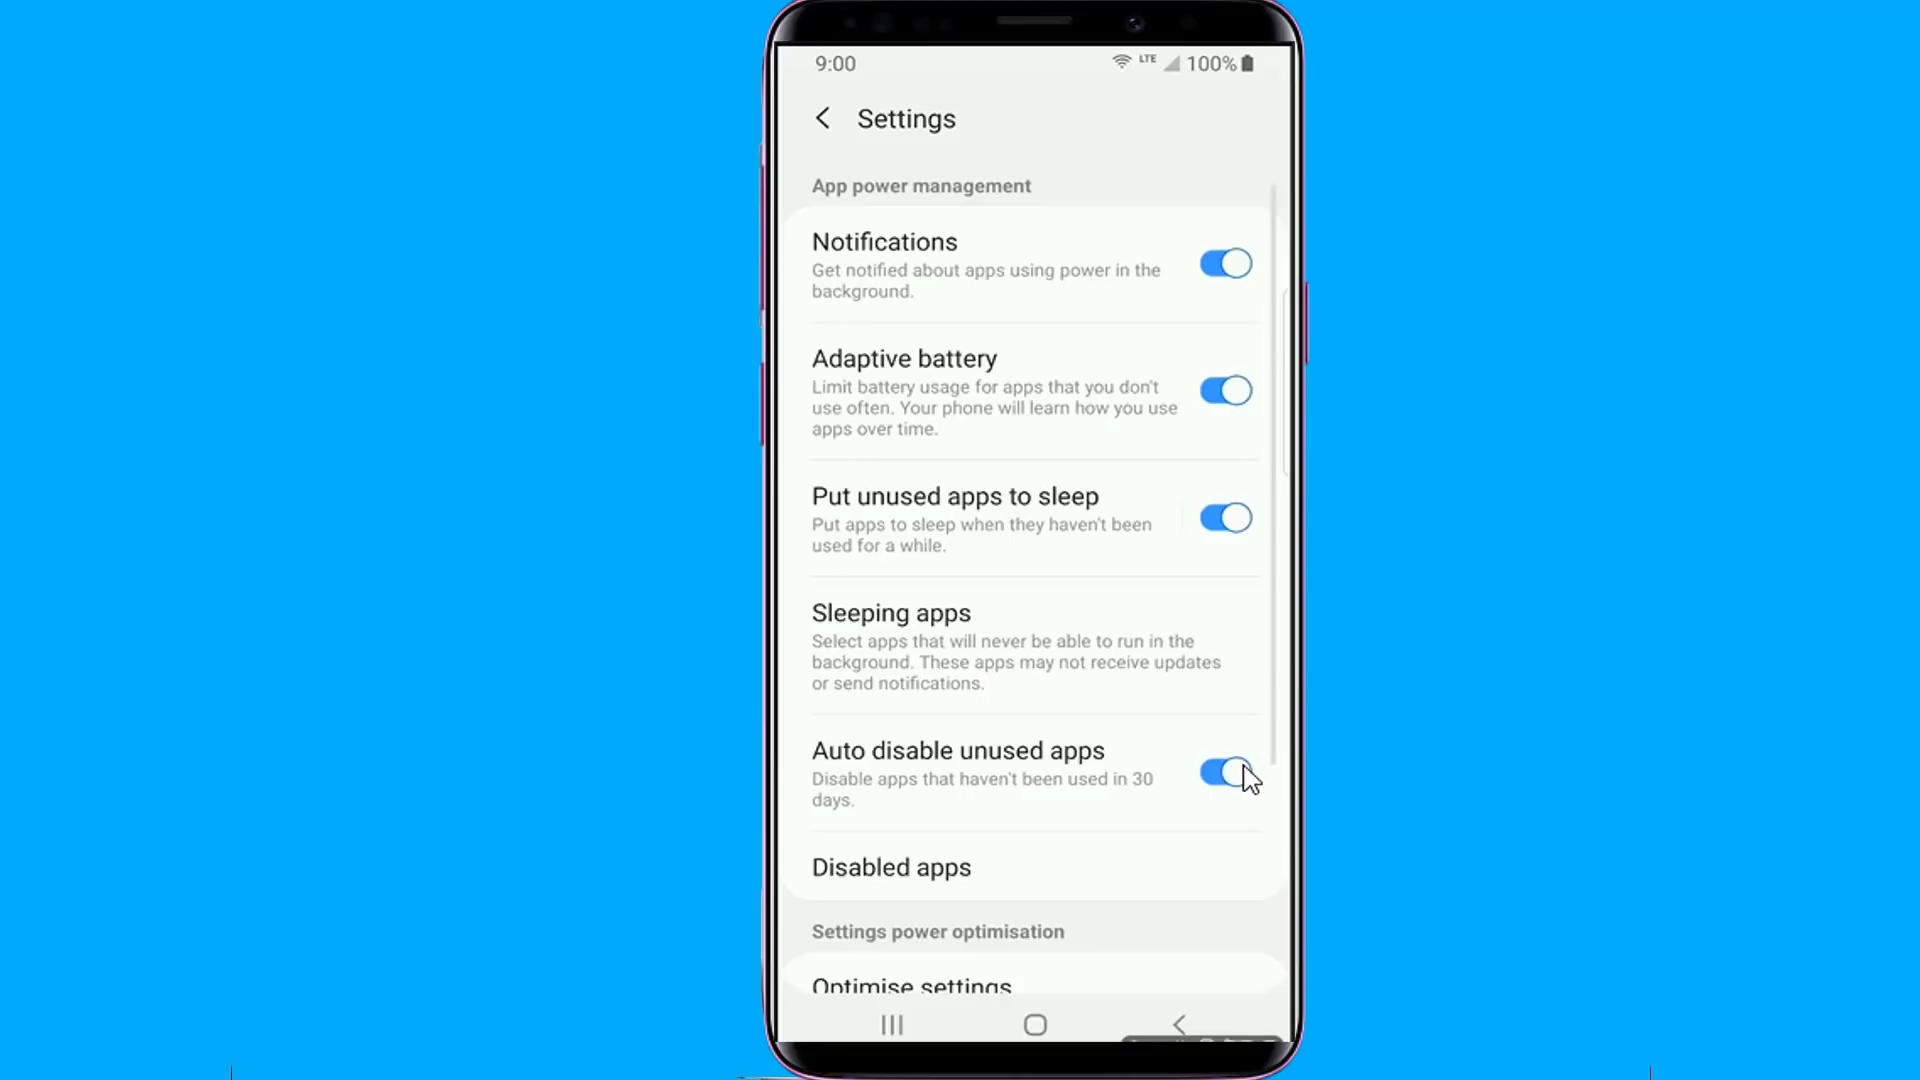 9:00
LTE 100%
Settings
App power management
Notifications
Get notified about apps using power in the
background.
Adaptive battery
Limit battery usage for apps that you don't
use often. Your phone will learn how you use
apps over time.
Put unused apps to sleep
Put apps to sleep when they haven't been
used for a while.
Sleeping apps
Select apps that will never be able to run in the
background. These apps may not receive updates
or send notifications.
Auto disable unused apps
Disable apps that haven't been used in 30
days.
Disabled apps
Settings power optimisation
Optimise settings